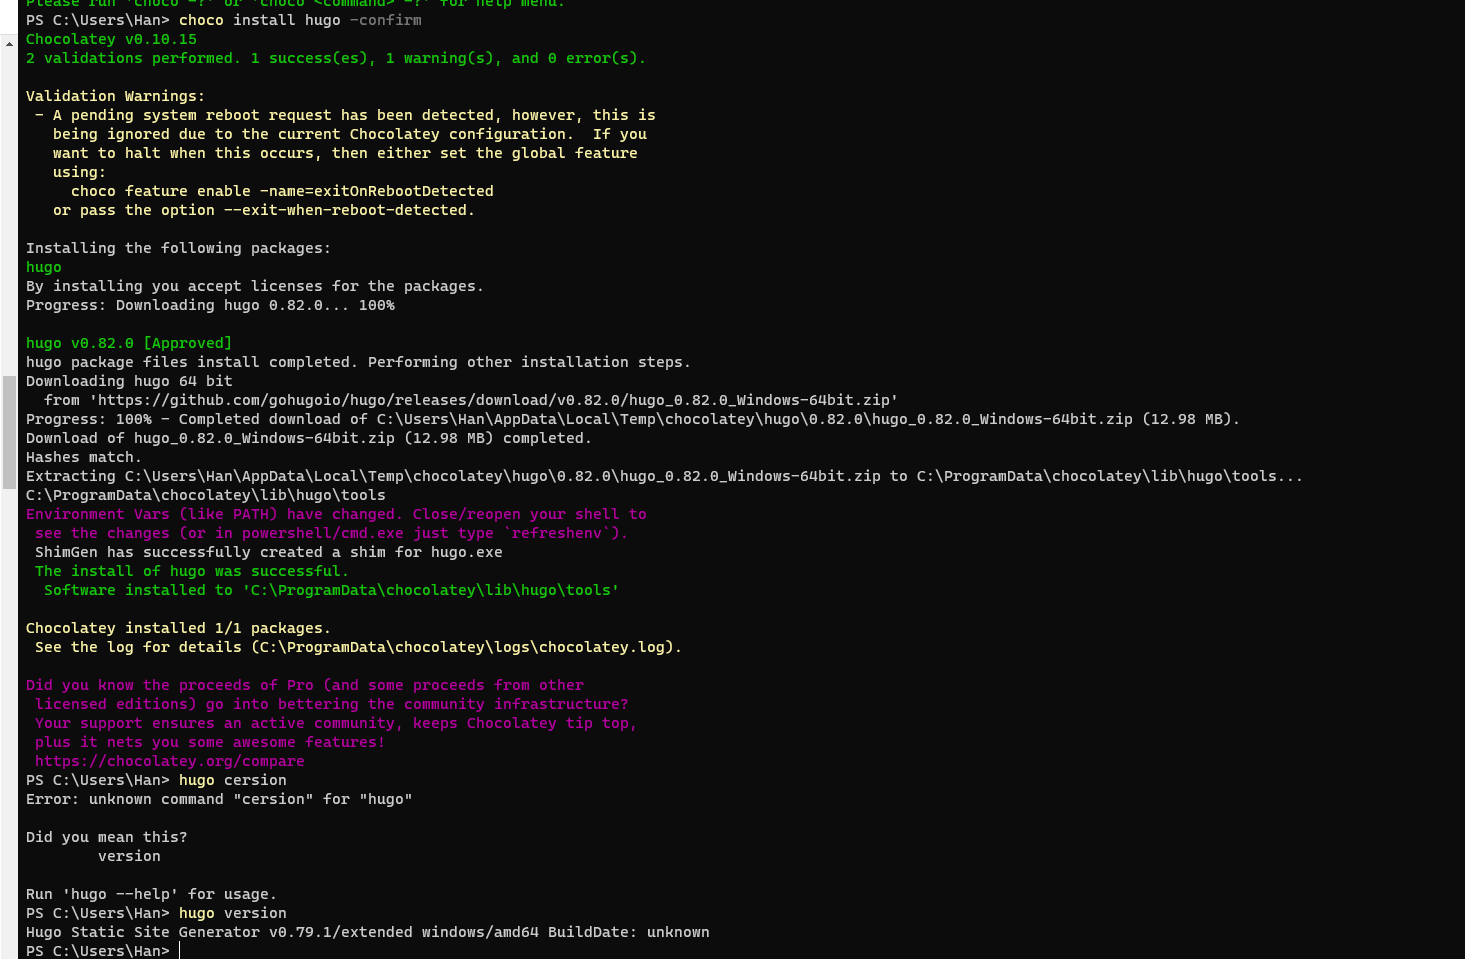 Please run 'choco -?' or 'choco <command> -?' for help menu.
PS C:\Users\Han> choco install hugo -confirm
Chocolatey v0.10.15
2 validations performed. 1 success(es), 1 warning(s), and 0 error(s).
Validation Warnings:
- A pending system reboot request has been detected, however, this is
being ignored due to the current Chocolatey configuration.  If you
want to halt when this occurs, then either set the global feature
using:
choco feature enable -name=exitOnRebootDetected
or pass the option --exit-when-reboot-detected.
Installing the following packages:
hugo
By installing you accept licenses for the packages.
Progress: Downloading hugo 0.82.0... 100%
hugo v0.82.0 [Approved]
hugo package files install completed. Performing other installation steps.
Downloading hugo 64 bit
from 'https://github.com/gohugoio/hugo/releases/download/v0.82.0/hugo_0.82.0_Windows-64bit.zip'
Progress: 100% - Completed download of C:\Users\Han\AppData\Local\Temp\chocolatey\hugo\0.82.0\hugo_0.82.0_Windows-64bit.zip (12.98 MB).
Download of hugo_0.82.0_Windows-64bit.zip (12.98 MB) completed.
Hashes match.
Extracting C:\Users\Han\AppData\Local\Temp\chocolatey\hugo\0.82.0\hugo_0.82.0_Windows-64bit.zip to C:\ProgramData\chocolatey\lib\hugo\tools...
C:\ProgramData\chocolatey\lib\hugo\tools
Environment Vars (like PATH) have changed. Close/reopen your shell to
see the changes (or in powershell/cmd.exe just type `refreshenv`).
ShimGen has successfully created a shim for hugo.exe
The install of hugo was successful.
Software installed to 'C:\ProgramData\chocolatey\lib\hugo\tools'
Chocolatey installed 1/1 packages.
See the log for details (C:\ProgramData\chocolatey\logs\chocolatey.log).
Did you know the proceeds of Pro (and some proceeds from other
licensed editions) go into bettering the community infrastructure?
Your support ensures an active community, keeps Chocolatey tip top,
plus it nets you some awesome features!
https://chocolatey.org/compare
PS C:\Users\Han> hugo cersion
Error: unknown command "cersion" for "hugo"
Did you mean this?
version
Run 'hugo --help' for usage.
PS C:\Users\Han> hugo version
Hugo Static Site Generator v0.79.1/extended windows/amd64 BuildDate: unknown
PS C:\Users\Han>